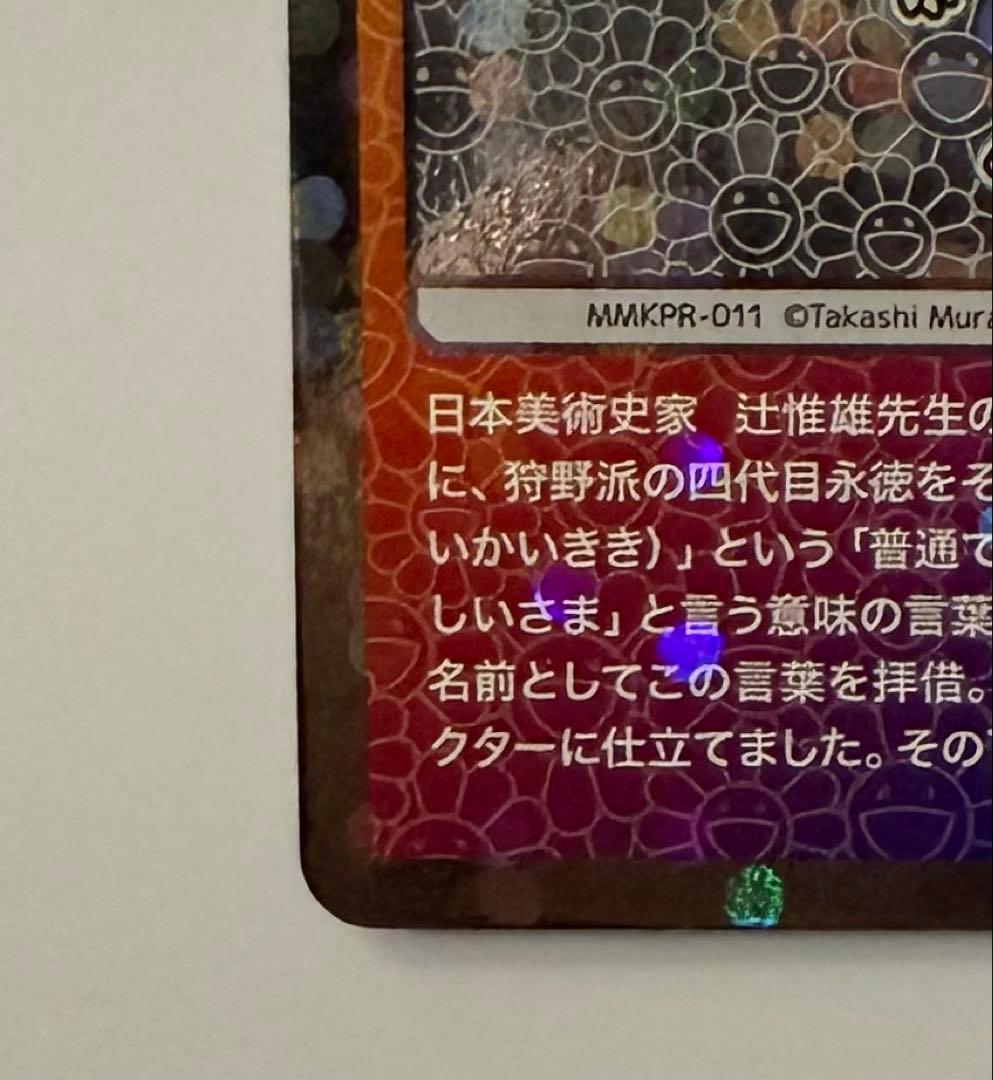 MMKPR-011 ©Takashi Mura
日本美術史家 辻惟雄先生の
に、狩野派の四代目永徳をそ
いかいきき)」という「普通で
しいさま」と言う意味の言葉
名前としてこの言葉を拝借。
クターに仕立てました。その